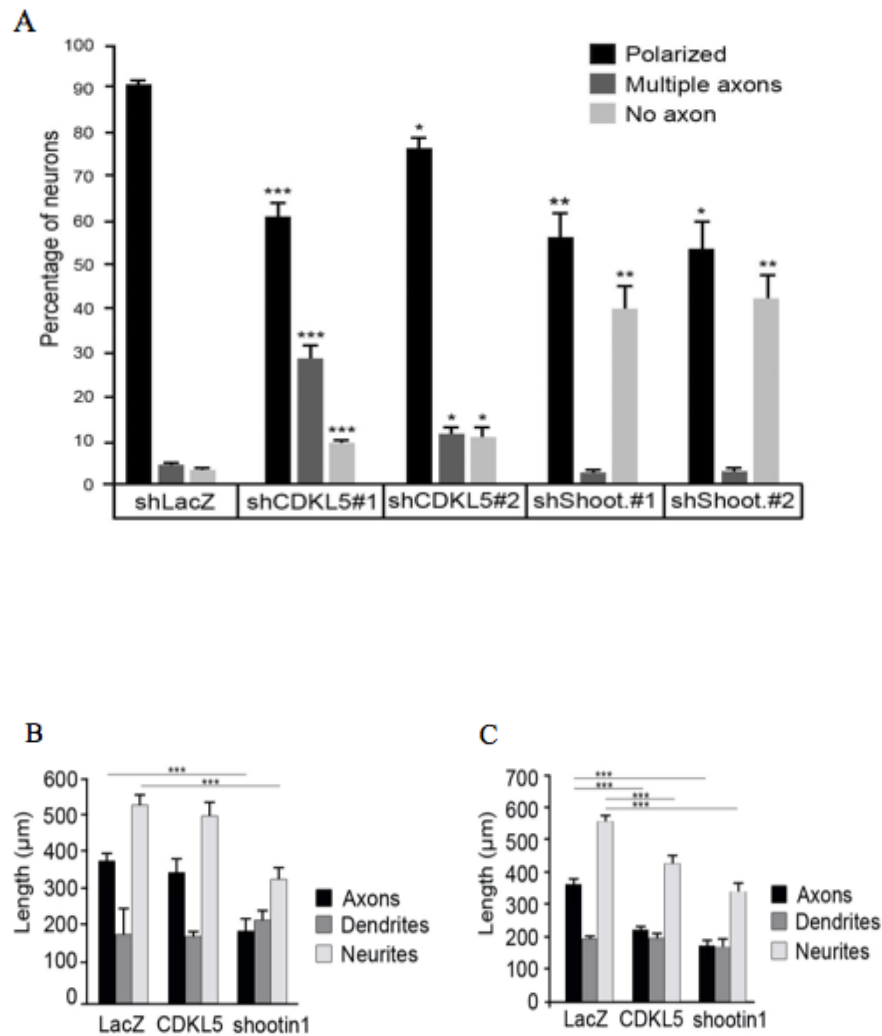 A
100
90
80
70
60
50
40
30
20
10
0
Percentage of neurons
Polarized
Multiple axons
No axon
***
***
***
*
*
*
**
**
*
**
shLacZ shCDKL5#1 shCDKL5#2 shShoot.#1 shShoot.#2
B
600
500
400
300
200
100
0
Length (µm)
***
***
Axons
Dendrites
Neurites
LacZ CDKL5 shootin1
C
700
600
500
400
300
200
100
0
Length (µm)
***
***
***
***
Axons
Dendrites
Neurites
LacZ CDKL5 shootin1